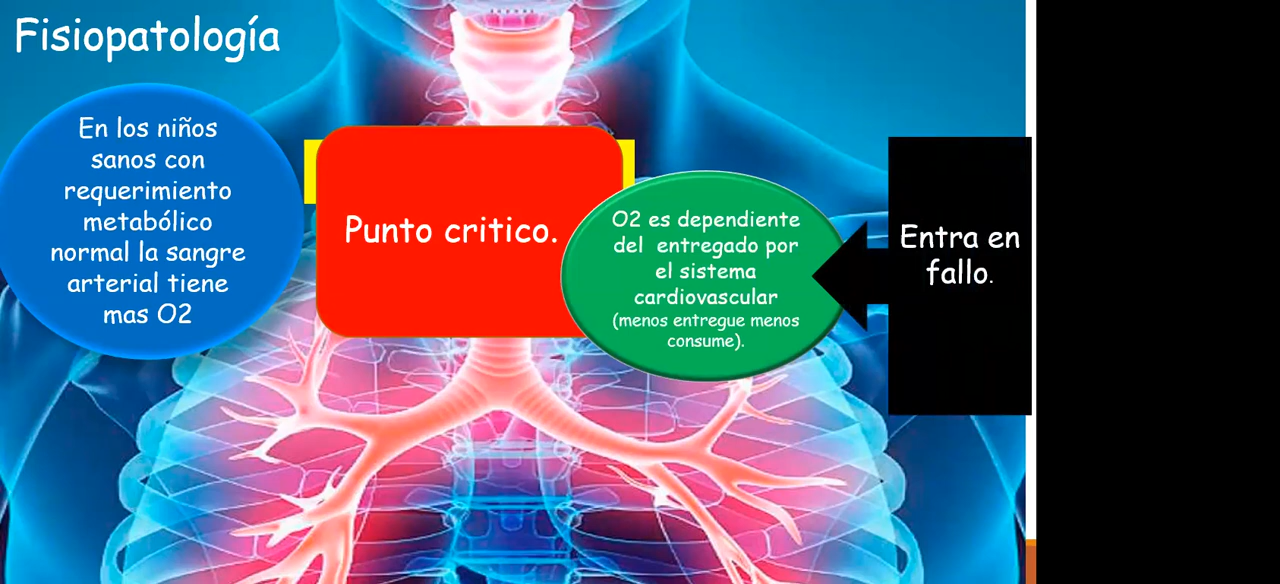 Fisiopatología
En los niños
sanos con
requerimiento
metabólico
normal la sangre
arterial tiene
mas O2
Punto critico.
O2 es dependiente
del entregado por
el sistema
cardiovascular
(menos entregue menos
consume).
Entra en
fallo.